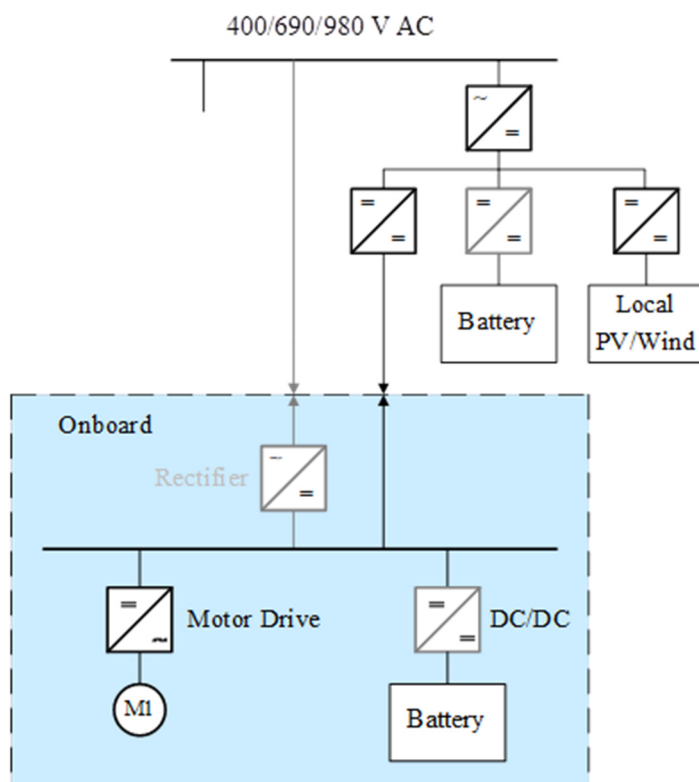 400/690/980 V AC
~
=
=
=
=
=
=
=
Battery
Local
PV/Wind
Onboard
Rectifier
~
=
=
~
Motor Drive
=
=
DC/DC
M1
Battery